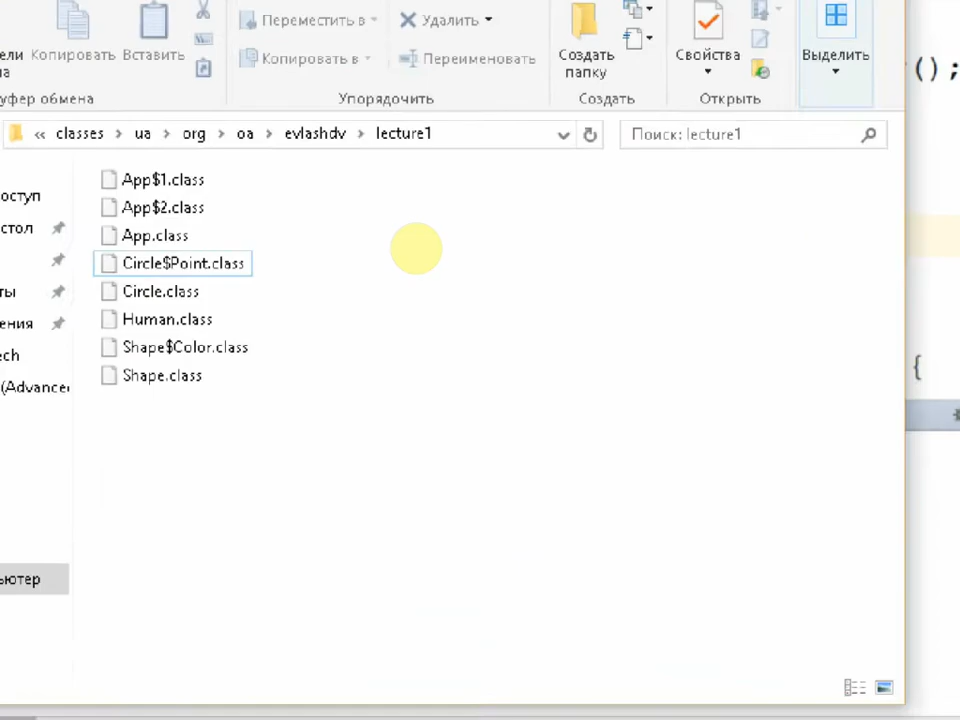 Переместить в
Удалить
Копировать
Вставить
Копировать в
Переименовать
Создать
папку
Свойства
Выделить
ели
на
уфер обмена
Упорядочить
Создать
Открыть
();
« classes > ua > org > oa > evlashdv > lecture1
Поиск: lecture1
App$1.class
App$2.class
App.class
Circle$Point.class
Circle.class
Human.class
Shape$Color.class
Shape.class
оступ
стол
ты
ения
ech
(Advance
ьютер
{